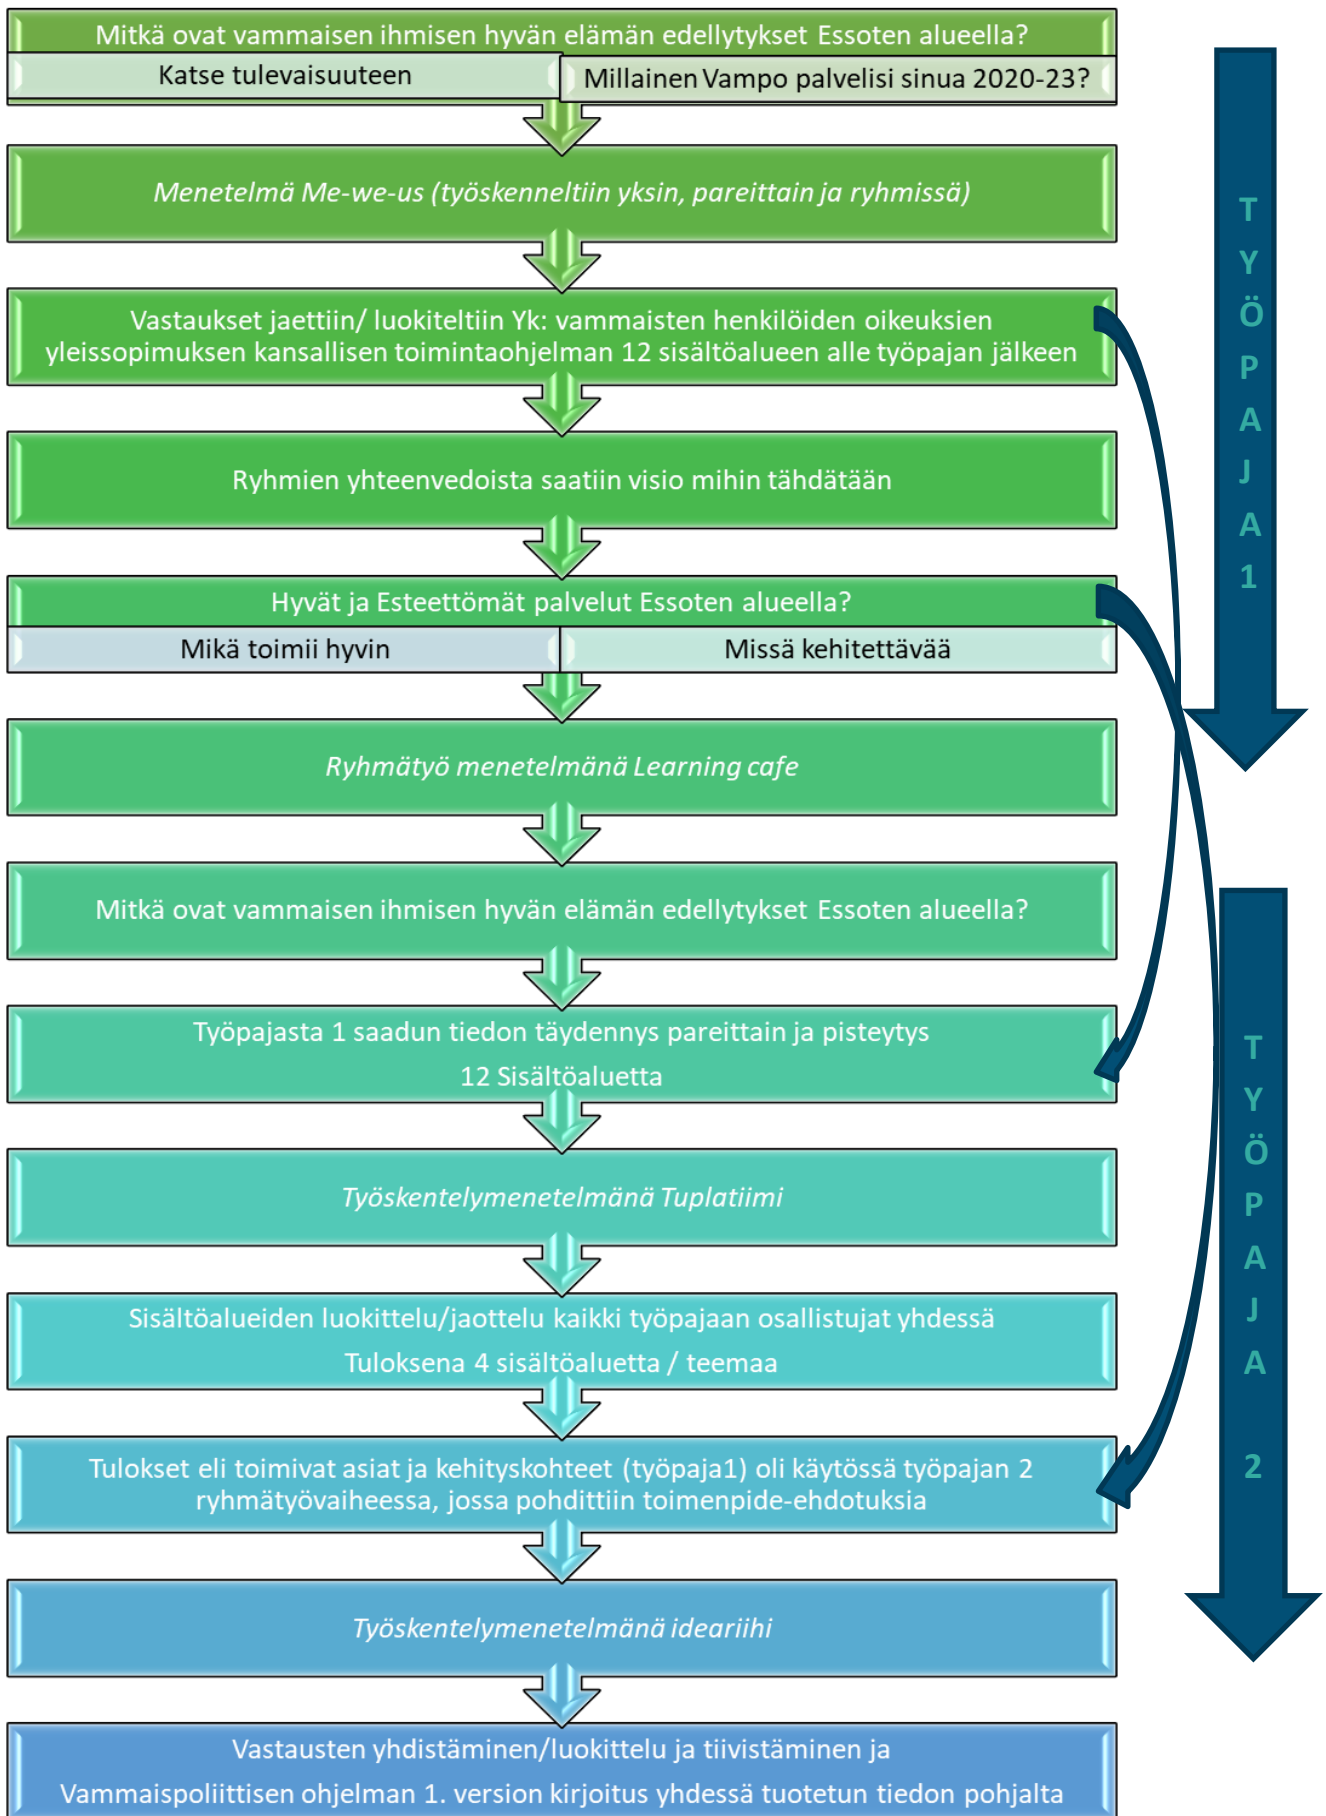 Mitkä ovat vammaisen ihmisen hyvän elämän edellytykset Essoten alueella?
Katse tulevaisuuteen
Millainen Vampo palvelisi sinua 2020-23?
Menetelmä Me-we-us (työskenneltiin yksin, pareittain ja ryhmissä)
Vastaukset jaettiin/ luokiteltiin Yk: vammaisten henkilöiden oikeuksien
yleissopimuksen kansallisen toimintaohjelman 12 sisältöalueen alle työpajan jälkeen
Ryhmien yhteenvedoista saatiin visio mihin tähdätään
Hyvät ja Esteettömät palvelut Essoten alueella?
Mikä toimii hyvin
Missä kehitettävää
Ryhmätyö menetelmänä Learning cafe
Mitkä ovat vammaisen ihmisen hyvän elämän edellytykset Essoten alueella?
Työpajasta 1 saadun tiedon täydennys pareittain ja pisteytys
12 Sisältöaluetta
Työskentelymenetelmänä Tuplatiimi
Sisältöalueiden luokittelu/jaottelu kaikki työpajaan osallistujat yhdessä
Tuloksena 4 sisältöaluetta / teemaa
Tulokset eli toimivat asiat ja kehityskohteet (työpaja1) oli käytössä työpajan 2
ryhmätyövaiheessa, jossa pohdittiin toimenpide-ehdotuksia
Työskentelymenetelmänä ideariihi
Vastausten yhdistäminen/luokittelu ja tiivistäminen ja
Vammaispoliittisen ohjelman 1. version kirjoitus yhdessä tuotetun tiedon pohjalta
T
Y
Ö
P
A
J
A
1
T
Y
Ö
P
A
J
A
2